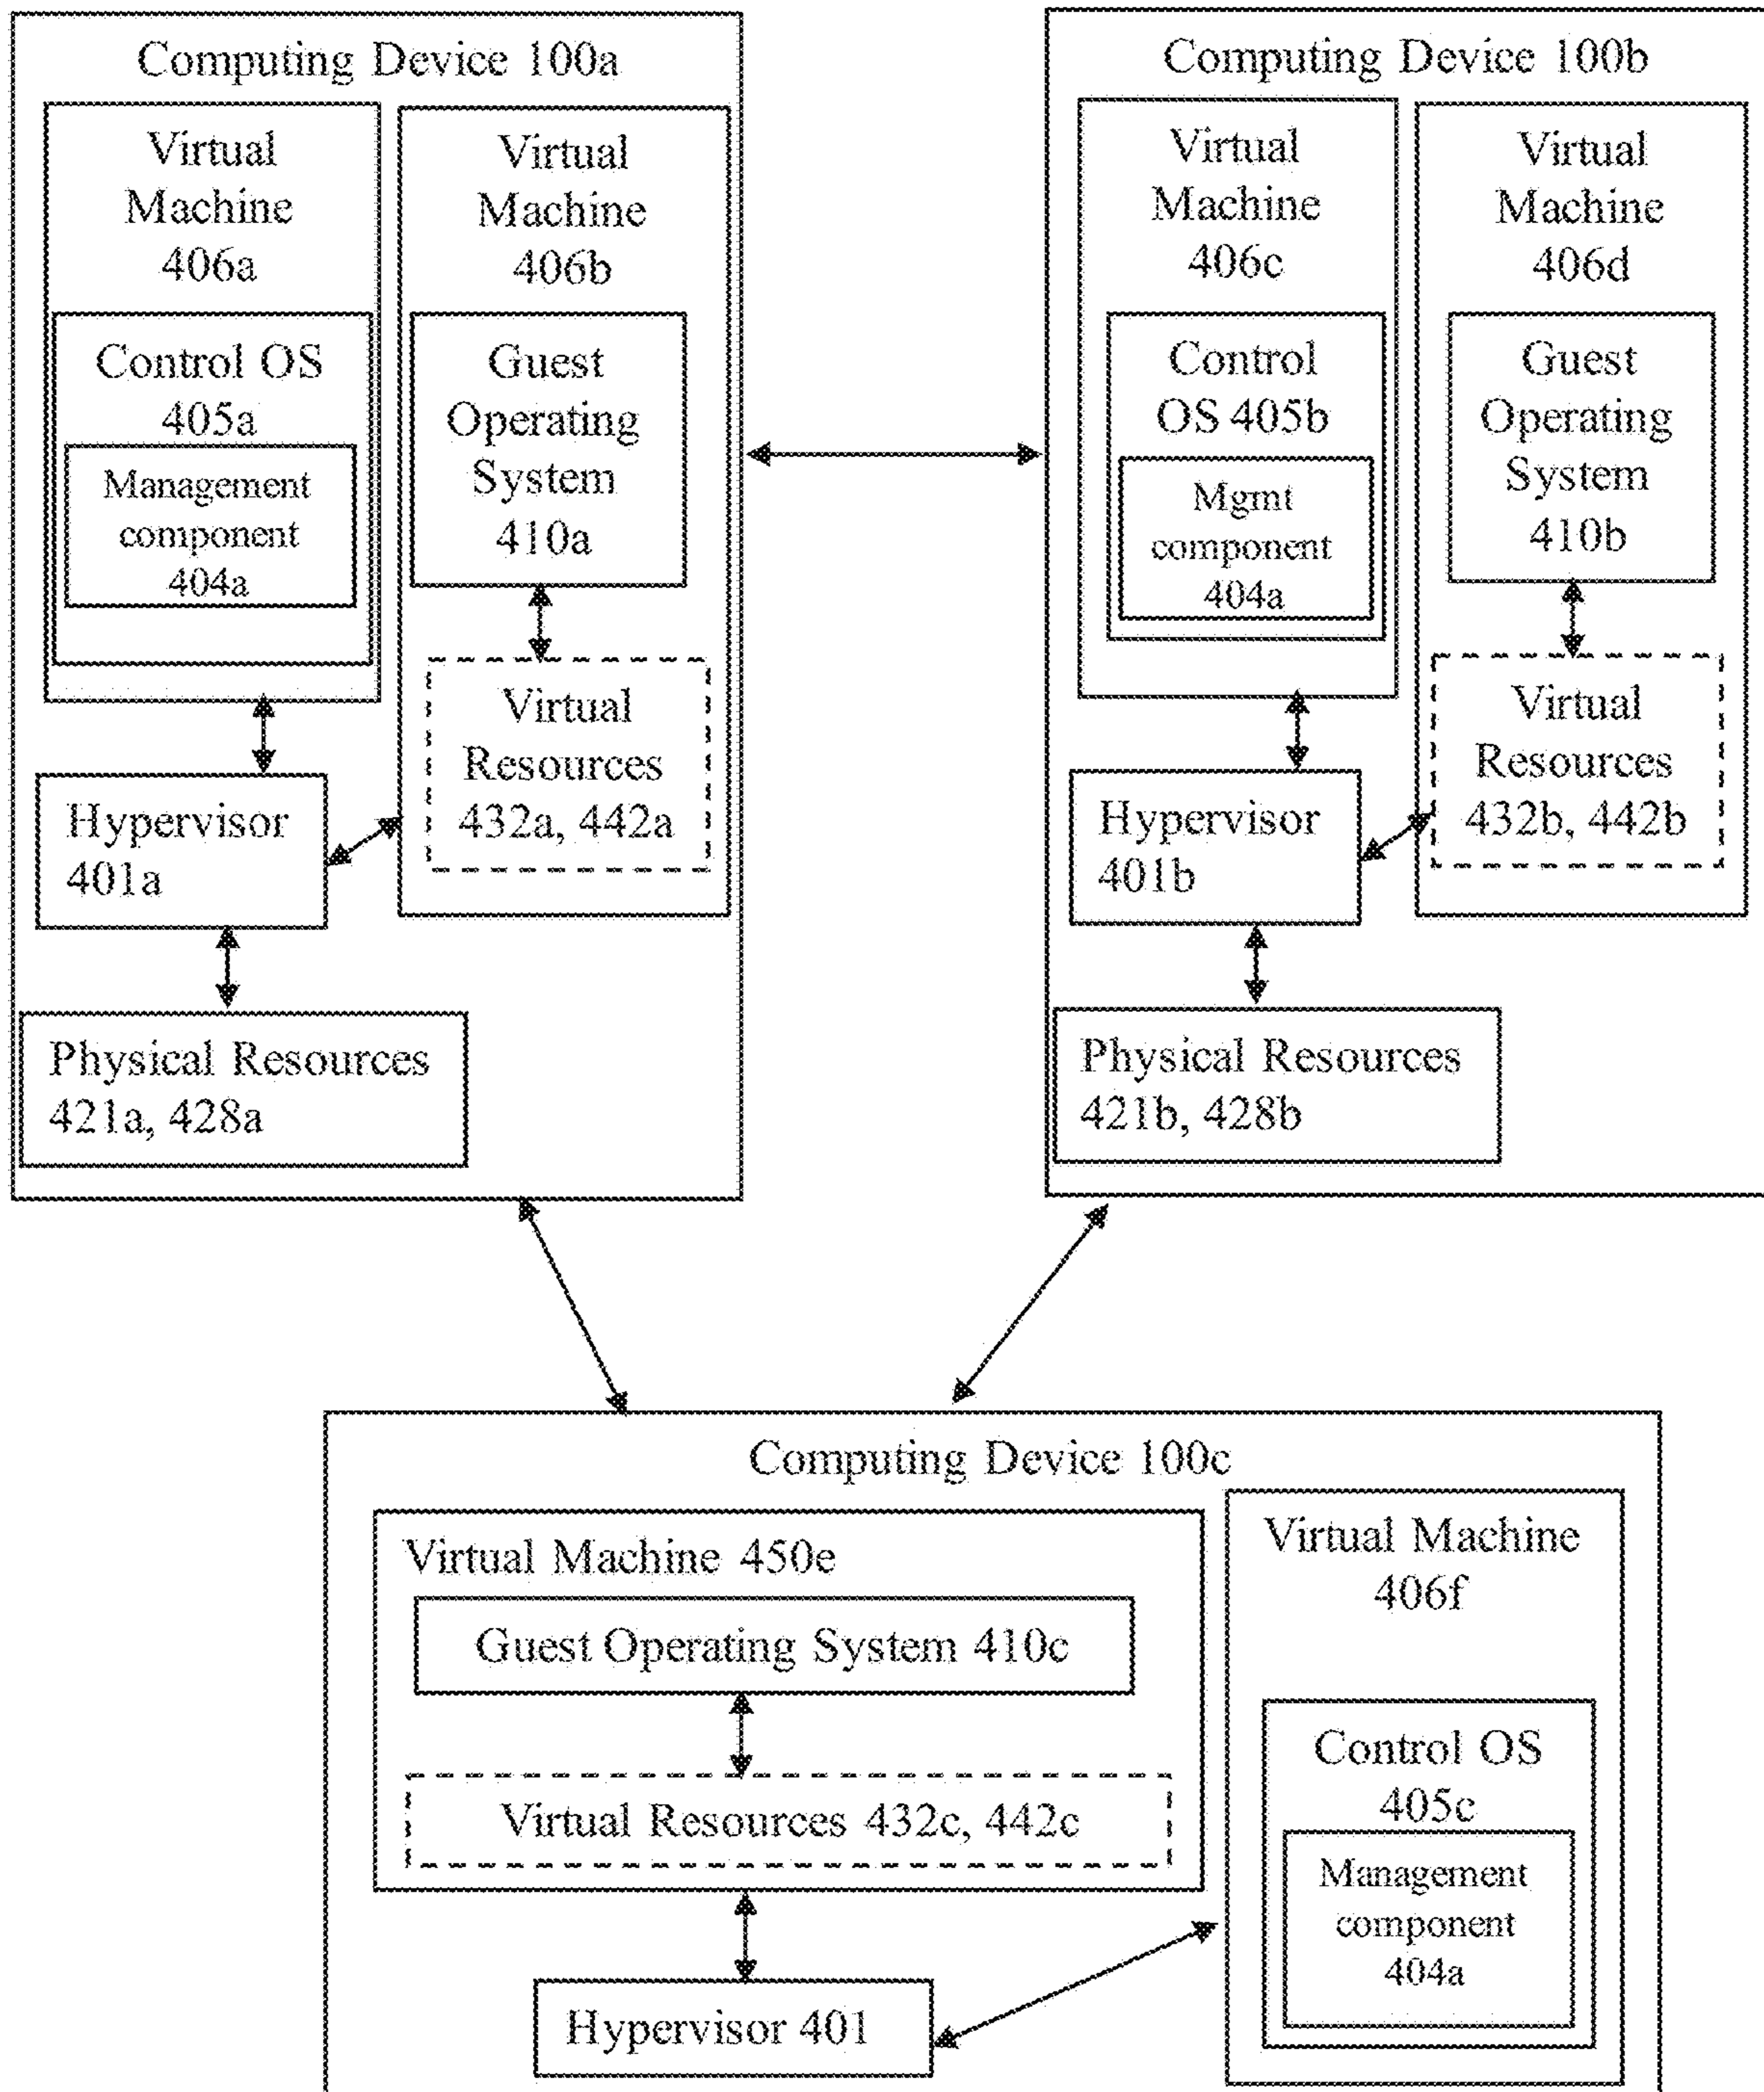 Computing Device 100a
Virtual
Machine
406a
Control OS
405a
Management
component
404a
Virtual
Machine
406b
Guest
Operating
System
410a
Virtual
Resources
432a, 442a
Hypervisor
401a
Physical Resources
421a, 428a
Computing Device 100b
Virtual
Machine
406c
Control
OS 405b
Mgmt
component
404a
Virtual
Machine
406d
Guest
Operating
System
410b
Virtual
Resources
432b, 442b
Hypervisor
401b
Physical Resources
421b, 428b
Computing Device 100c
Virtual Machine 450e
Guest Operating System 410c
Virtual Resources 432c, 442c
Hypervisor 401
Virtual Machine
406f
Control OS
405c
Management
component
404a